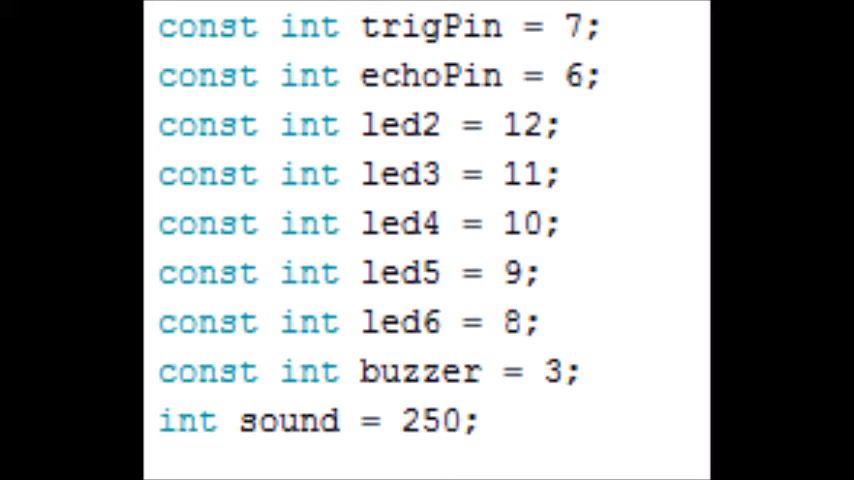 const int trigPin = 7;
const int echoPin = 6;
const int led2 = 12;
const int led3 = 11;
const int led4 = 10;
const int led5 = 9;
const int led6 = 8;
const int buzzer = 3;
int sound = 250;